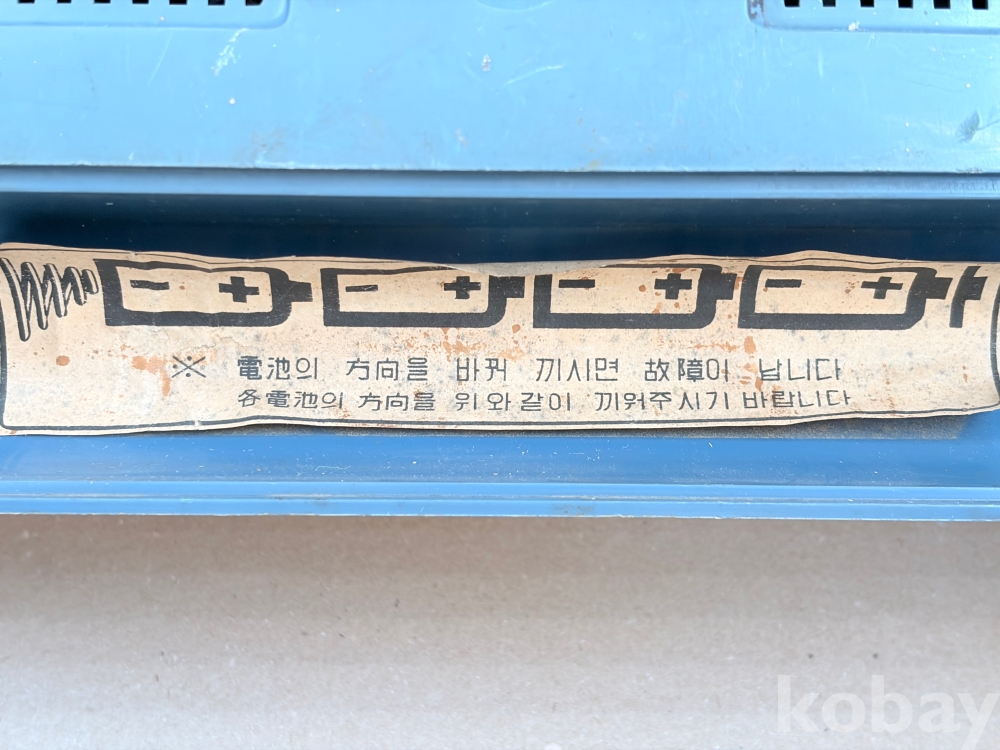 - + - + - + - +
※ 電池의 方向을 바꿔 끼시면 故障이 납니다
各電池의 方向을 위와같이 끼워주시기 바랍니다
kobay